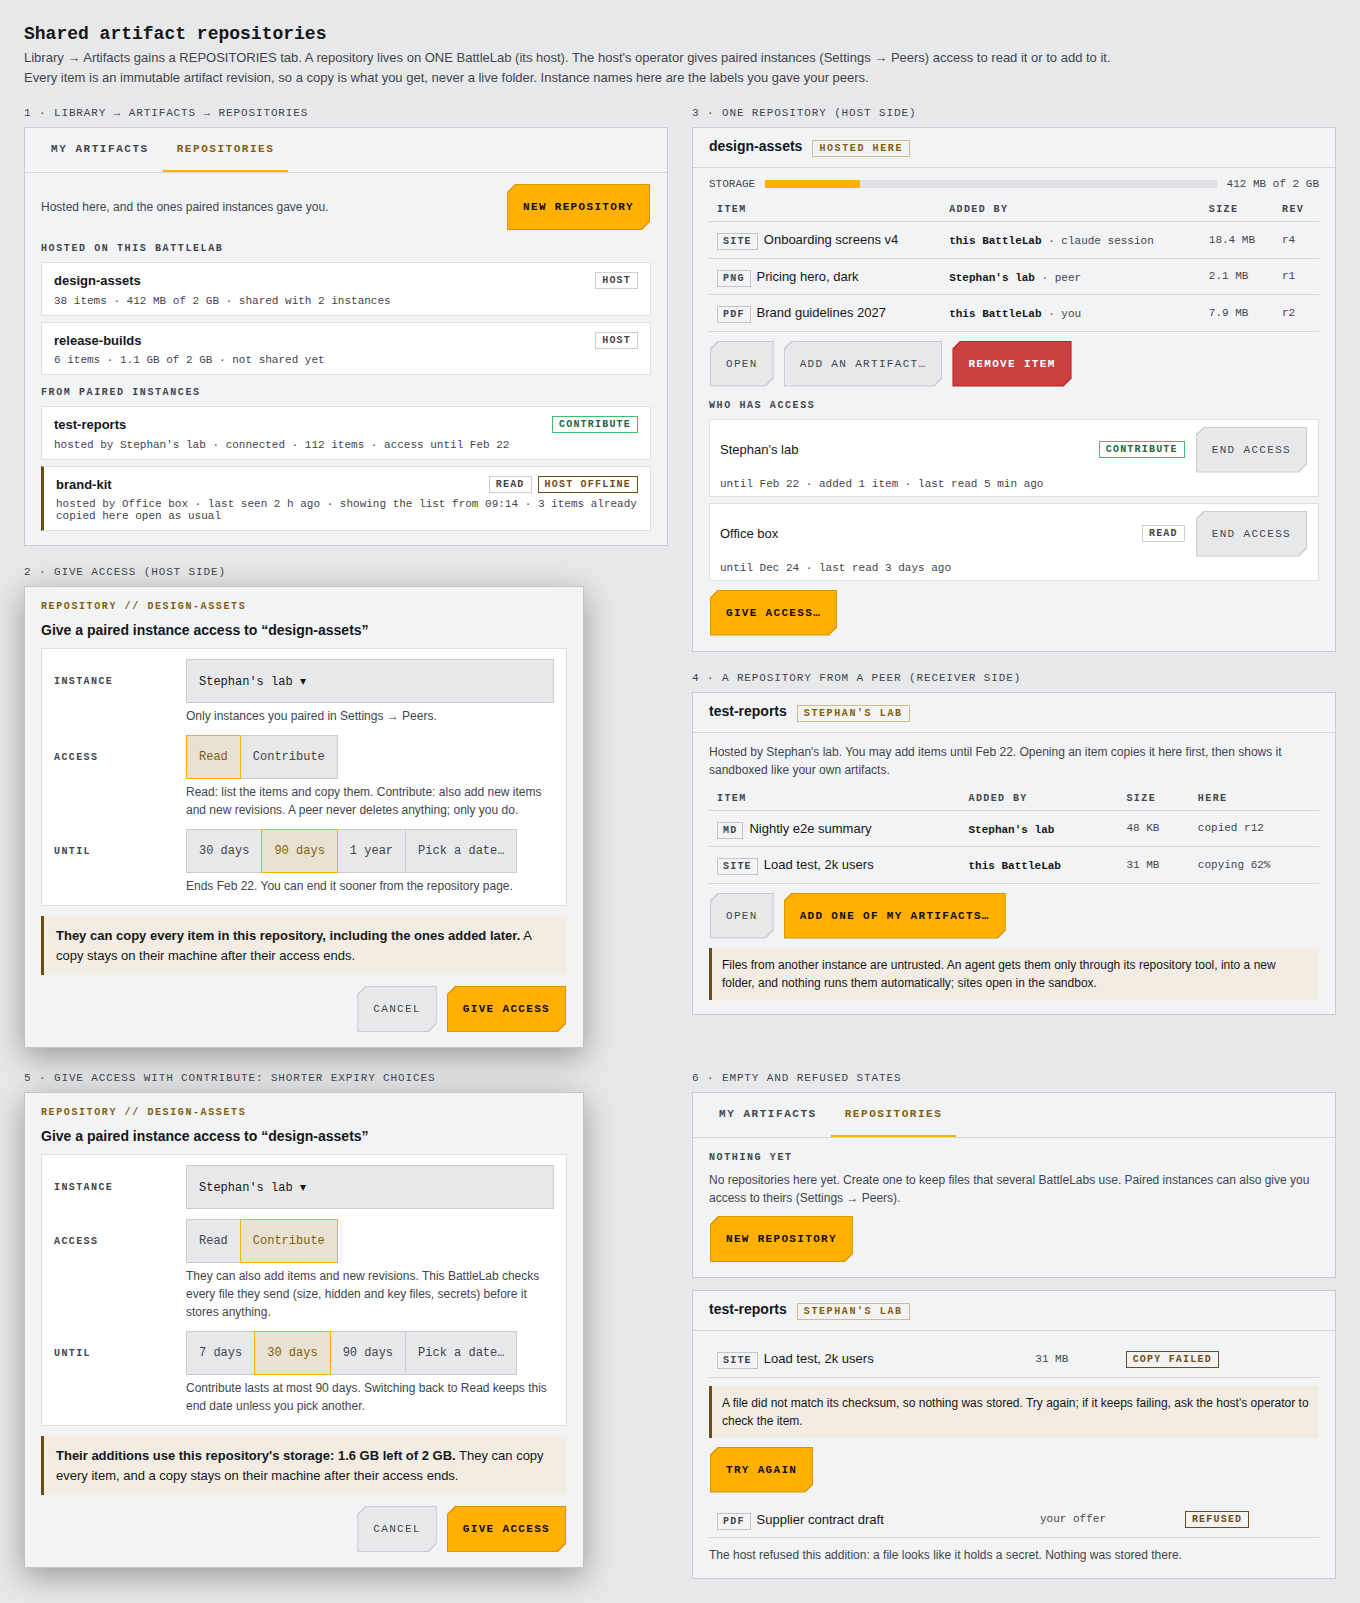 Shared artifact repositories
Library → Artifacts gains a REPOSITORIES tab. A repository lives on ONE BattleLab (its host). The host's operator gives paired instances (Settings → Peers) access to read it or to add to it.
Every item is an immutable artifact revision, so a copy is what you get, never a live folder. Instance names here are the labels you gave your peers.
1 · LIBRARY → ARTIFACTS → REPOSITORIES
MY ARTIFACTS REPOSITORIES
Hosted here, and the ones paired instances gave you.
NEW REPOSITORY
HOSTED ON THIS BATTLELAB
design-assets HOST
38 items · 412 MB of 2 GB · shared with 2 instances
release-builds HOST
6 items · 1.1 GB of 2 GB · not shared yet
FROM PAIRED INSTANCES
test-reports CONTRIBUTE
hosted by Stephan's lab · connected · 112 items · access until Feb 22
brand-kit READ HOST OFFLINE
hosted by Office box · last seen 2 h ago · showing the list from 09:14 · 3 items already
copied here open as usual
2 · GIVE ACCESS (HOST SIDE)
REPOSITORY // DESIGN-ASSETS
Give a paired instance access to “design-assets”
INSTANCE Stephan's lab ▾
Only instances you paired in Settings → Peers.
ACCESS Read Contribute
Read: list the items and copy them. Contribute: also add new items
and new revisions. A peer never deletes anything; only you do.
UNTIL 30 days 90 days 1 year Pick a date…
Ends Feb 22. You can end it sooner from the repository page.
They can copy every item in this repository, including the ones added later. A
copy stays on their machine after their access ends.
CANCEL GIVE ACCESS
3 · ONE REPOSITORY (HOST SIDE)
design-assets HOSTED HERE
STORAGE 412 MB of 2 GB
ITEM ADDED BY SIZE REV
SITE Onboarding screens v4 this BattleLab · claude session 18.4 MB r4
PNG Pricing hero, dark Stephan's lab · peer 2.1 MB r1
PDF Brand guidelines 2027 this BattleLab · you 7.9 MB r2
OPEN ADD AN ARTIFACT… REMOVE ITEM
WHO HAS ACCESS
Stephan's lab CONTRIBUTE END ACCESS
until Feb 22 · added 1 item · last read 5 min ago
Office box READ END ACCESS
until Dec 24 · last read 3 days ago
GIVE ACCESS…
4 · A REPOSITORY FROM A PEER (RECEIVER SIDE)
test-reports STEPHAN'S LAB
Hosted by Stephan's lab. You may add items until Feb 22. Opening an item copies it here first, then shows it
sandboxed like your own artifacts.
ITEM ADDED BY SIZE HERE
MD Nightly e2e summary Stephan's lab 48 KB copied r12
SITE Load test, 2k users this BattleLab 31 MB copying 62%
OPEN ADD ONE OF MY ARTIFACTS…
Files from another instance are untrusted. An agent gets them only through its repository tool, into a new
folder, and nothing runs them automatically; sites open in the sandbox.
5 · GIVE ACCESS WITH CONTRIBUTE: SHORTER EXPIRY CHOICES
REPOSITORY // DESIGN-ASSETS
Give a paired instance access to “design-assets”
INSTANCE Stephan's lab ▾
ACCESS Read Contribute
They can also add items and new revisions. This BattleLab checks
every file they send (size, hidden and key files, secrets) before it
stores anything.
UNTIL 7 days 30 days 90 days Pick a date…
Contribute lasts at most 90 days. Switching back to Read keeps this
end date unless you pick another.
Their additions use this repository's storage: 1.6 GB left of 2 GB. They can copy
every item, and a copy stays on their machine after their access ends.
CANCEL GIVE ACCESS
6 · EMPTY AND REFUSED STATES
MY ARTIFACTS REPOSITORIES
NOTHING YET
No repositories here yet. Create one to keep files that several BattleLabs use. Paired instances can also give you
access to theirs (Settings → Peers).
NEW REPOSITORY
test-reports STEPHAN'S LAB
SITE Load test, 2k users 31 MB COPY FAILED
A file did not match its checksum, so nothing was stored. Try again; if it keeps failing, ask the host's operator to
check the item.
TRY AGAIN
PDF Supplier contract draft your offer REFUSED
The host refused this addition: a file looks like it holds a secret. Nothing was stored there.